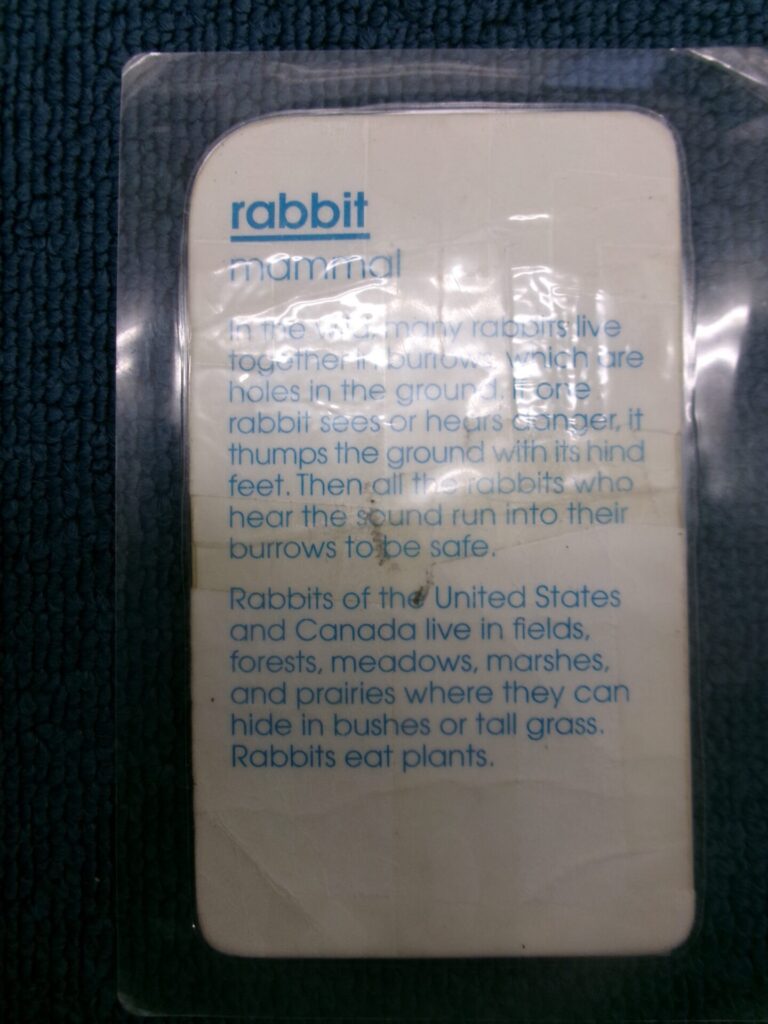 rabbit
mammal
In the wild, many rabbits live
together in burrows, which are
holes in the ground. If one
rabbit sees or hears danger, it
thumps the ground with its hind
feet. Then all the rabbits who
hear the sound run into their
burrows to be safe.
Rabbits of the United States
and Canada live in fields,
forests, meadows, marshes,
and prairies where they can
hide in bushes or tall grass.
Rabbits eat plants.